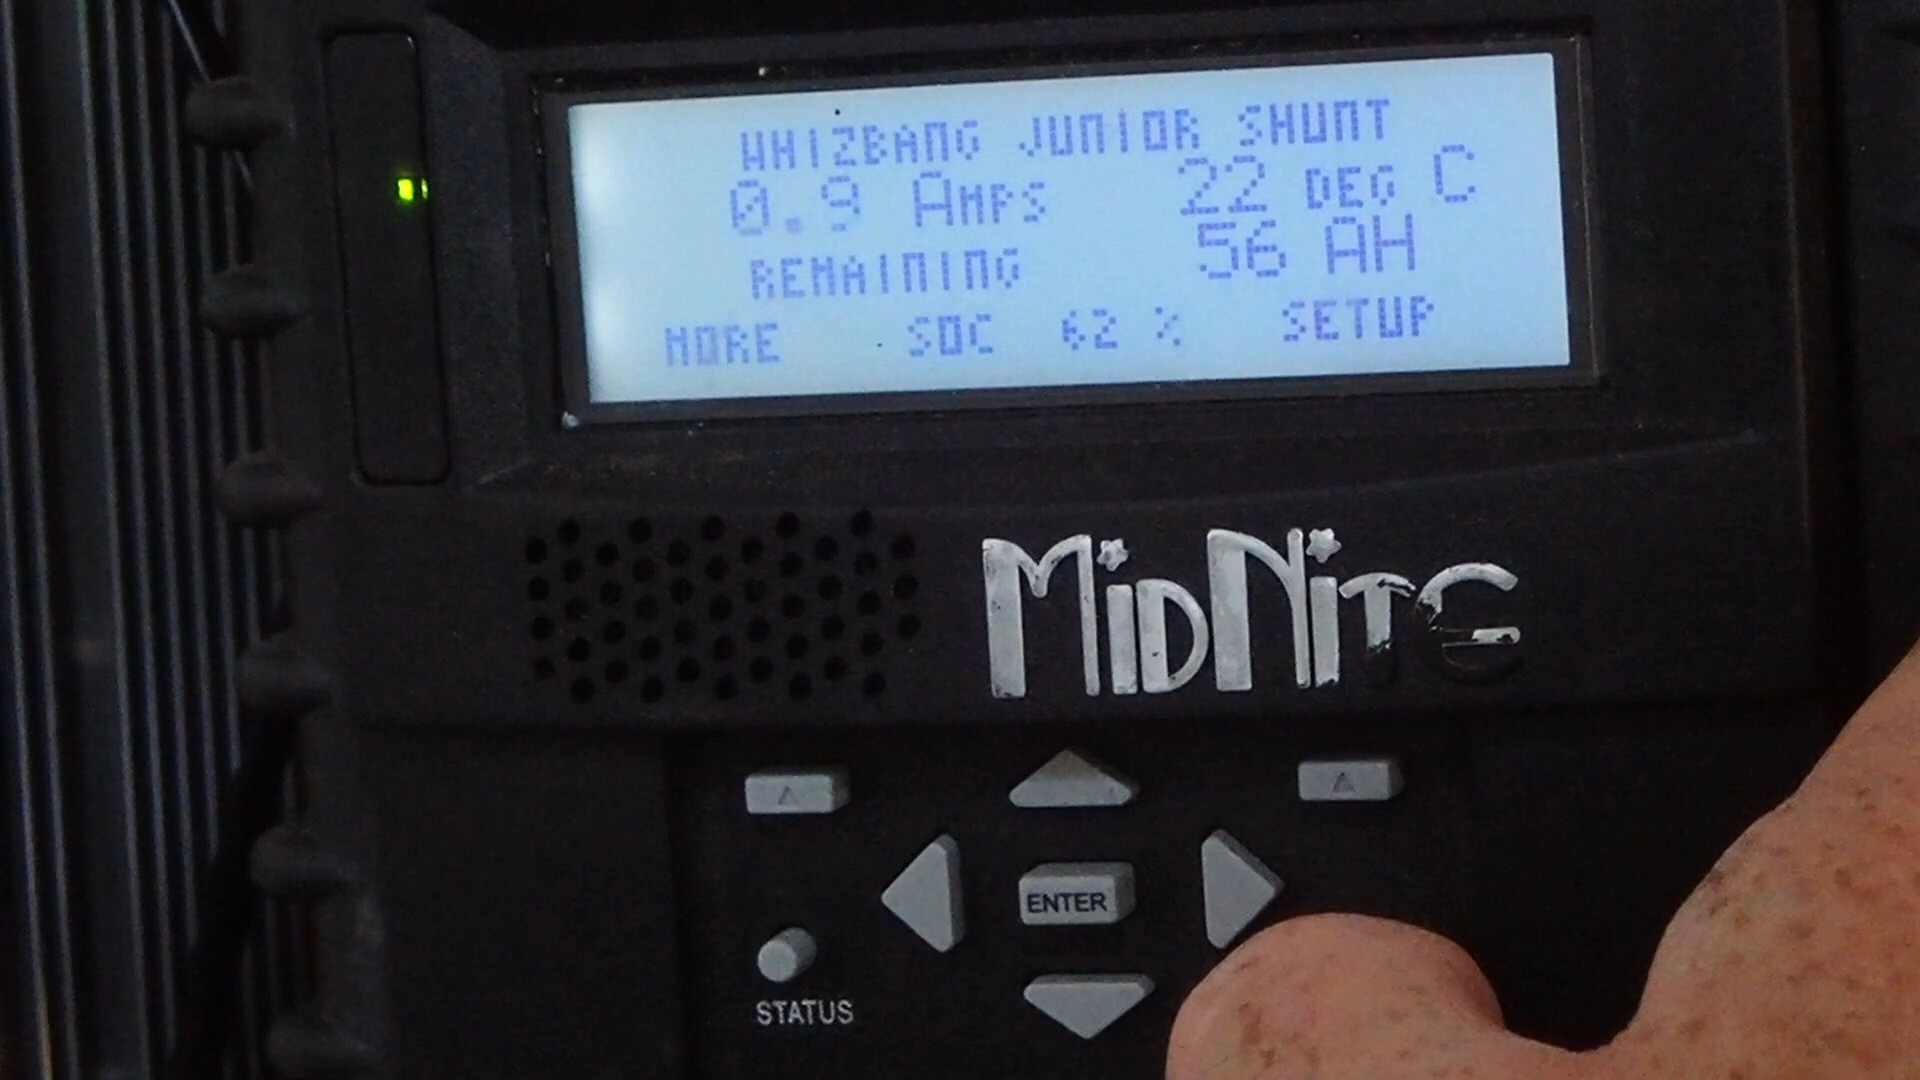 WHIZBANG JUNIOR SHUNT
0.9 AMPS 22 DEG C
REMAINING 56 AH
MORE SOC 62 % SETUP
MIDNITE
ENTER
STATUS